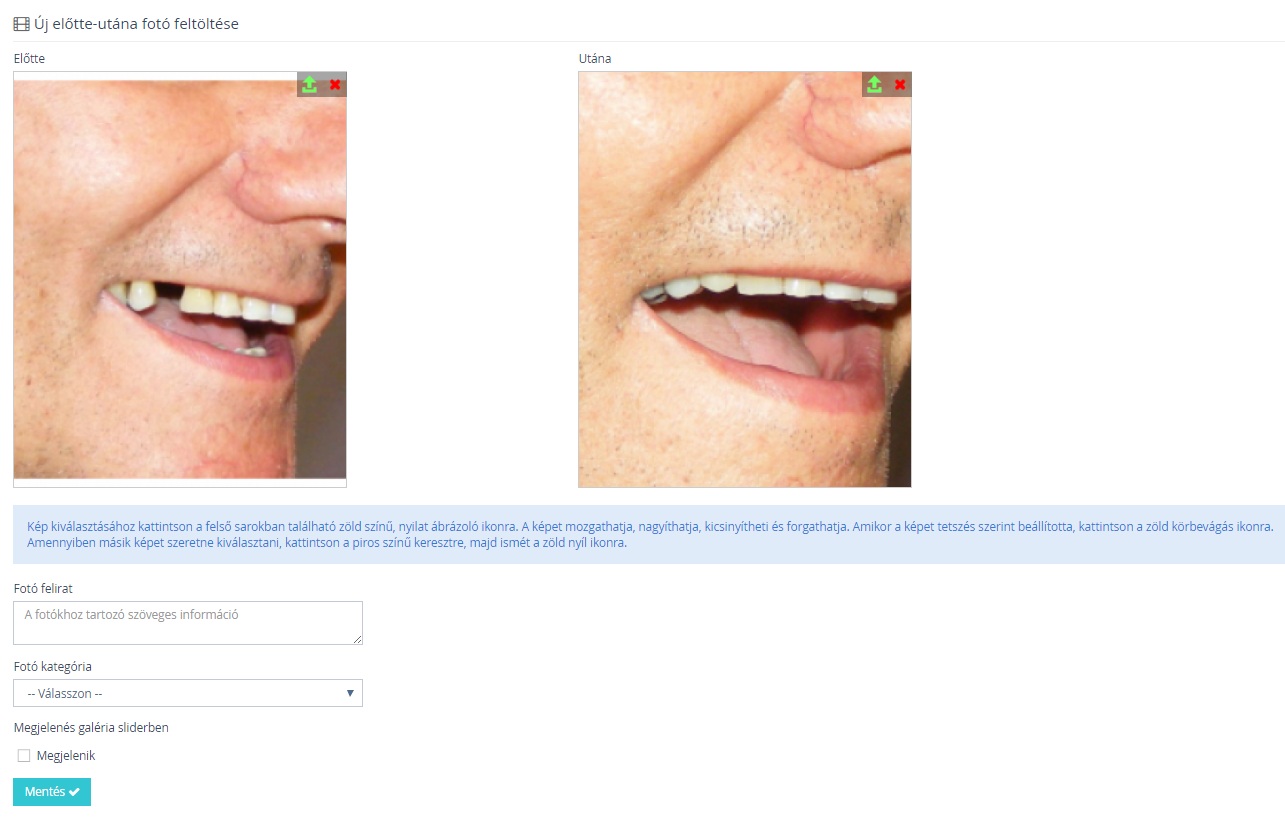 Új előtte-utána fotó feltöltése
Előtte
Utána
Kép kiválasztásához kattintson a felső sarokban található zöld színű, nyilat ábrázoló ikonra. A képet mozgathatja, nagyíthatja, kicsinyítheti és forgathatja. Amikor a képet tetszés szerint beállította, kattintson a zöld körbevágás ikonra.
Amennyiben másik képet szeretne kiválasztani, kattintson a piros színű keresztre, majd ismét a zöld nyíl ikonra.
Fotó felirat
A fotókhoz tartozó szöveges információ
Fotó kategória
-- Válasszon --
Megjelenés galéria sliderben
Megjelenik
Mentés